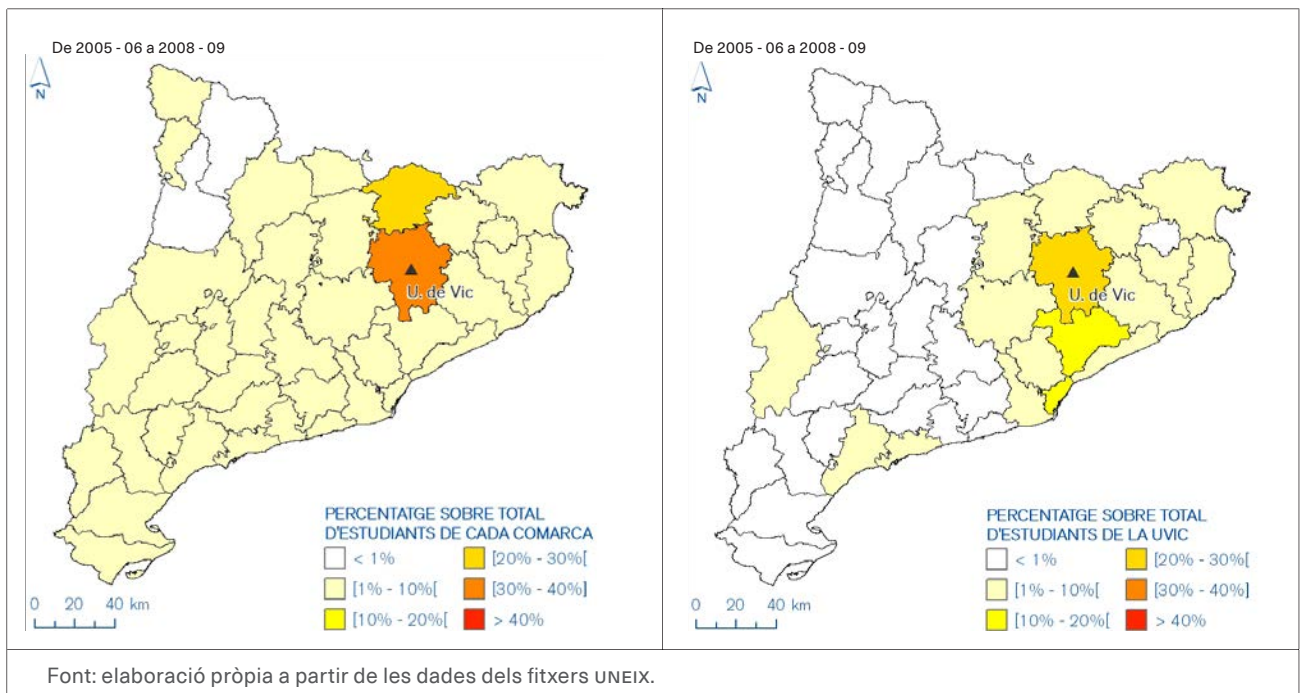 De 2005 - 06 a 2008 - 09
N
U. de Vic
PERCENTATGE SOBRE TOTAL
D'ESTUDIANTS DE CADA COMARCA
< 1%
[20% - 30%[
[1% - 10%[
[30% - 40%]
[10% - 20%[
> 40%
0 20 40 km
De 2005 - 06 a 2008 - 09
N
U. de Vic
PERCENTATGE SOBRE TOTAL
D'ESTUDIANTS DE LA UVIC
< 1%
[20% - 30%[
[1% - 10%[
[30% - 40%]
[10% - 20%[
> 40%
0 20 40 km
Font: elaboració pròpia a partir de les dades dels fitxers UNEIX.